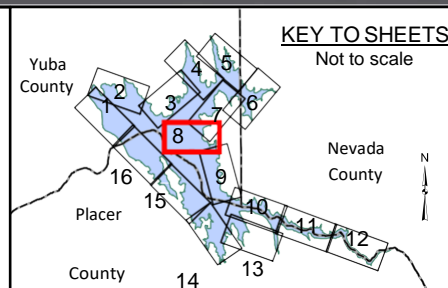 KEY TO SHEETS
Not to scale
Yuba
County
4
5
2
6
1
3
7
8
N
Nevada
County
16
9
15
10
Placer
11
12
13
County
14